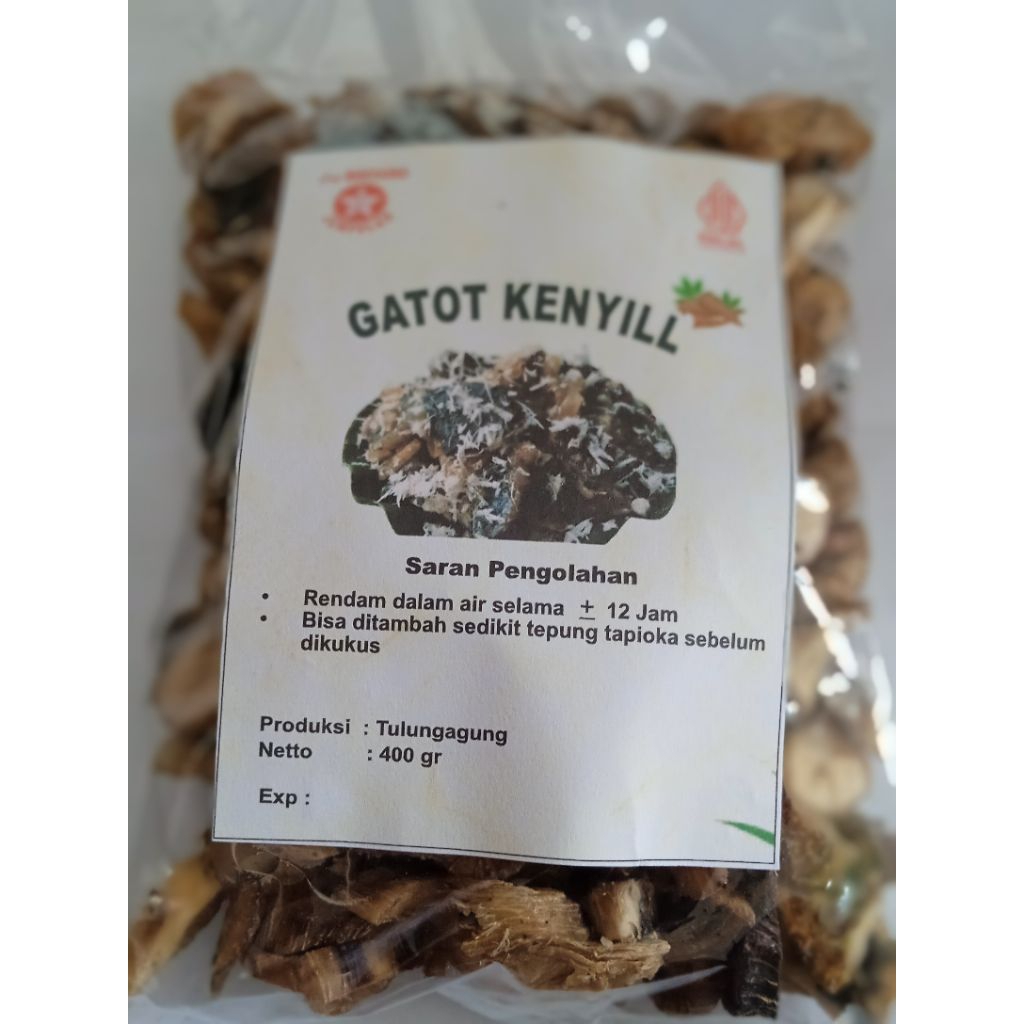 GATOT KENYILL
Saran Pengolahan
• Rendam dalam air selama ± 12 Jam
• Bisa ditambah sedikit tepung tapioka sebelum
dikukus
Produksi : Tulungagung
Netto : 400 gr
Exp :